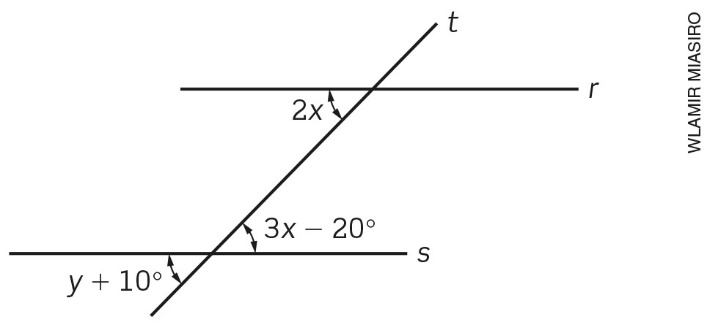 t
r
2x
3x – 20°
s
y + 10°
WLAMIR MIASIRO